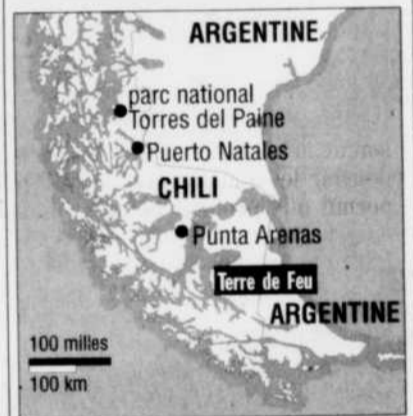 ARGENTINE
parc national
Torres del Paine
Puerto Natales
CHILI
Punta Arenas
Terre de Feu
ARGENTINE
100 milles
100 km